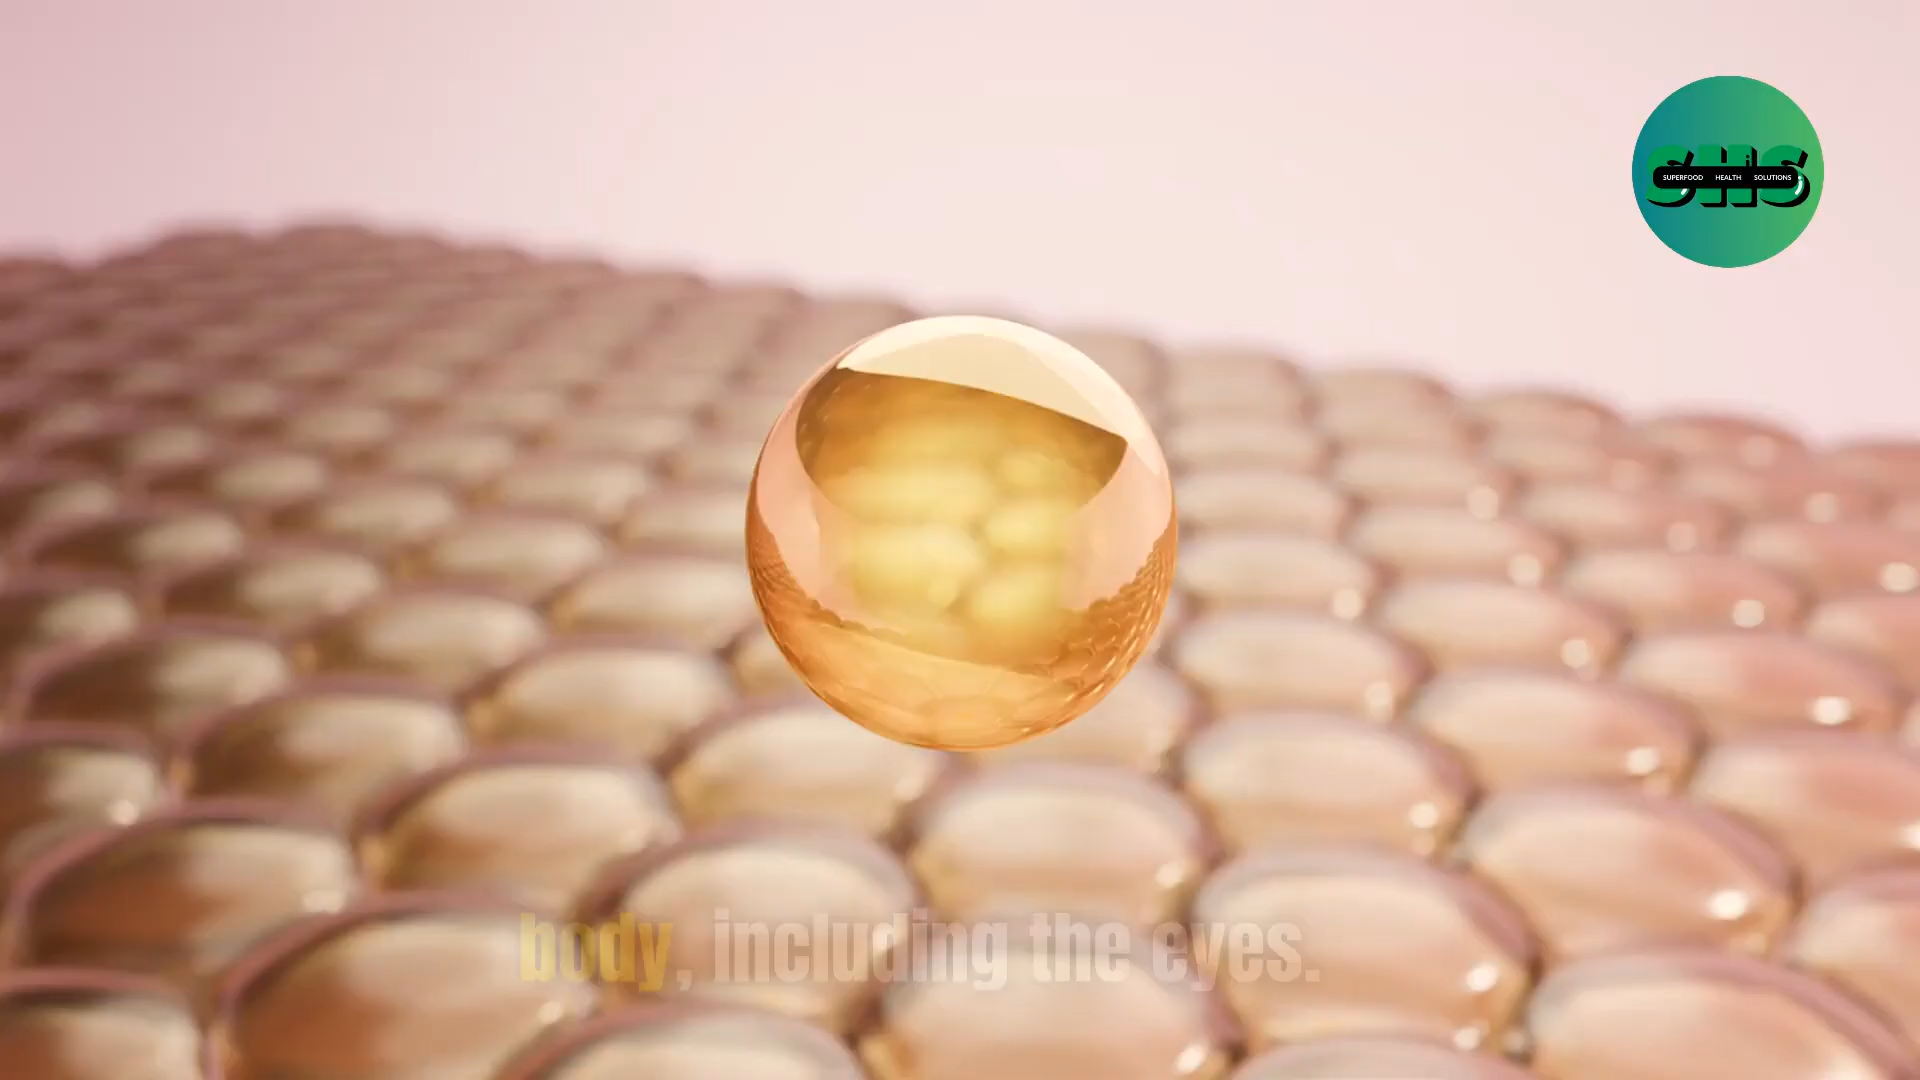 SHS
SUPERFOOD HEALTH SOLUTIONS
body, including the eyes.